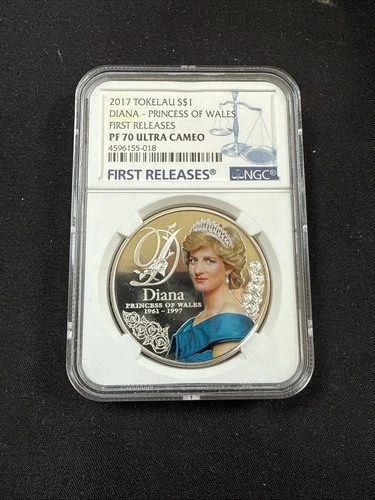 2017 TOKELAU S$1
DIANA - PRINCESS OF WALES
FIRST RELEASES
PF 70 ULTRA CAMEO
4596155-018
FIRST RELEASES®
NGC®
D
Diana
PRINCESS OF WALES
1961 - 1997